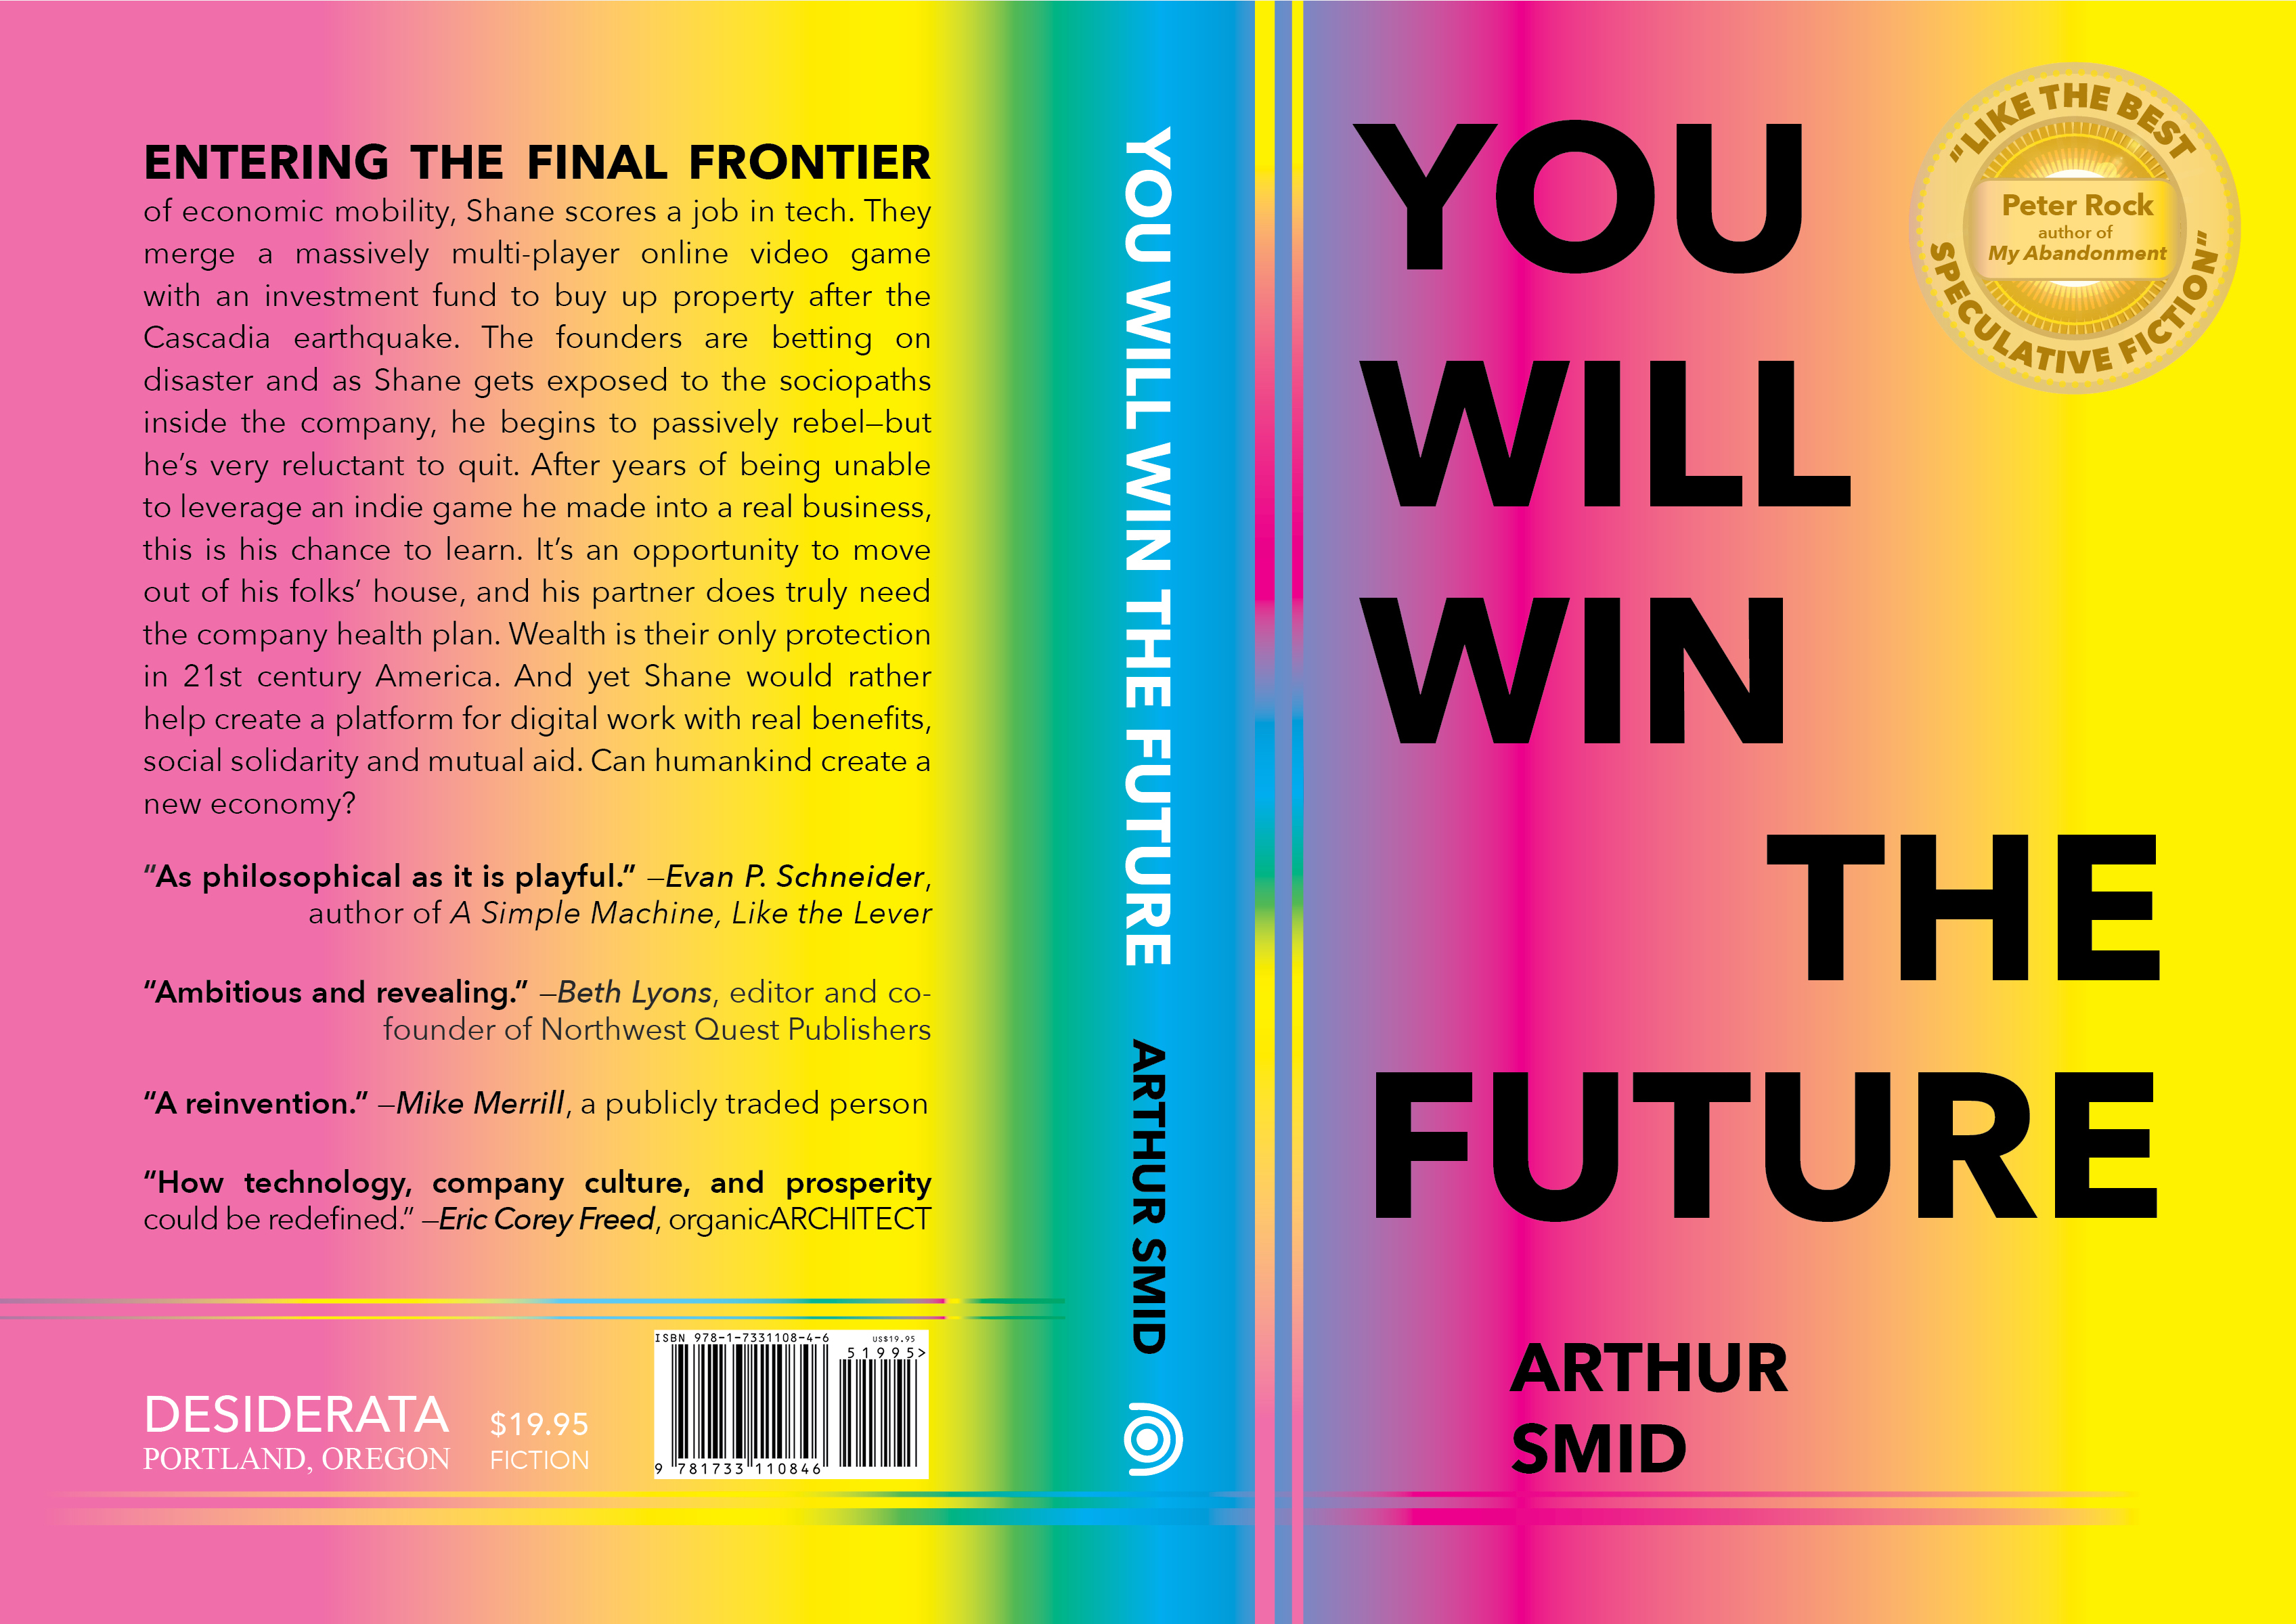 ENTERING THE FINAL FRONTIER
of economic mobility, Shane scores a job in tech. They
merge a massively multi-player online video game
with an investment fund to buy up property after the
Cascadia earthquake. The founders are betting on
disaster and as Shane gets exposed to the sociopaths
inside the company, he begins to passively rebel—but
he’s very reluctant to quit. After years of being unable
to leverage an indie game he made into a real business,
this is his chance to learn. It’s an opportunity to move
out of his folks’ house, and his partner does truly need
the company health plan. Wealth is their only protection
in 21st century America. And yet Shane would rather
help create a platform for digital work with real benefits,
social solidarity and mutual aid. Can humankind create a
new economy?
“As philosophical as it is playful.” —Evan P. Schneider,
author of A Simple Machine, Like the Lever
“Ambitious and revealing.” —Beth Lyons, editor and co-
founder of Northwest Quest Publishers
“A reinvention.” —Mike Merrill, a publicly traded person
“How technology, company culture, and prosperity
could be redefined.” —Eric Corey Freed, organicARCHITECT
DESIDERATA
PORTLAND, OREGON
$19.95
FICTION
ISBN 978-1-7331108-4-6
US$19.95
51995>
9 781733 110846
YOU WILL WIN THE FUTURE
ARTHUR SMID
YOU
WILL
WIN
THE
FUTURE
ARTHUR
SMID
“LIKE THE BEST
Peter Rock
author of
My Abandonment
SPECULATIVE FICTION”